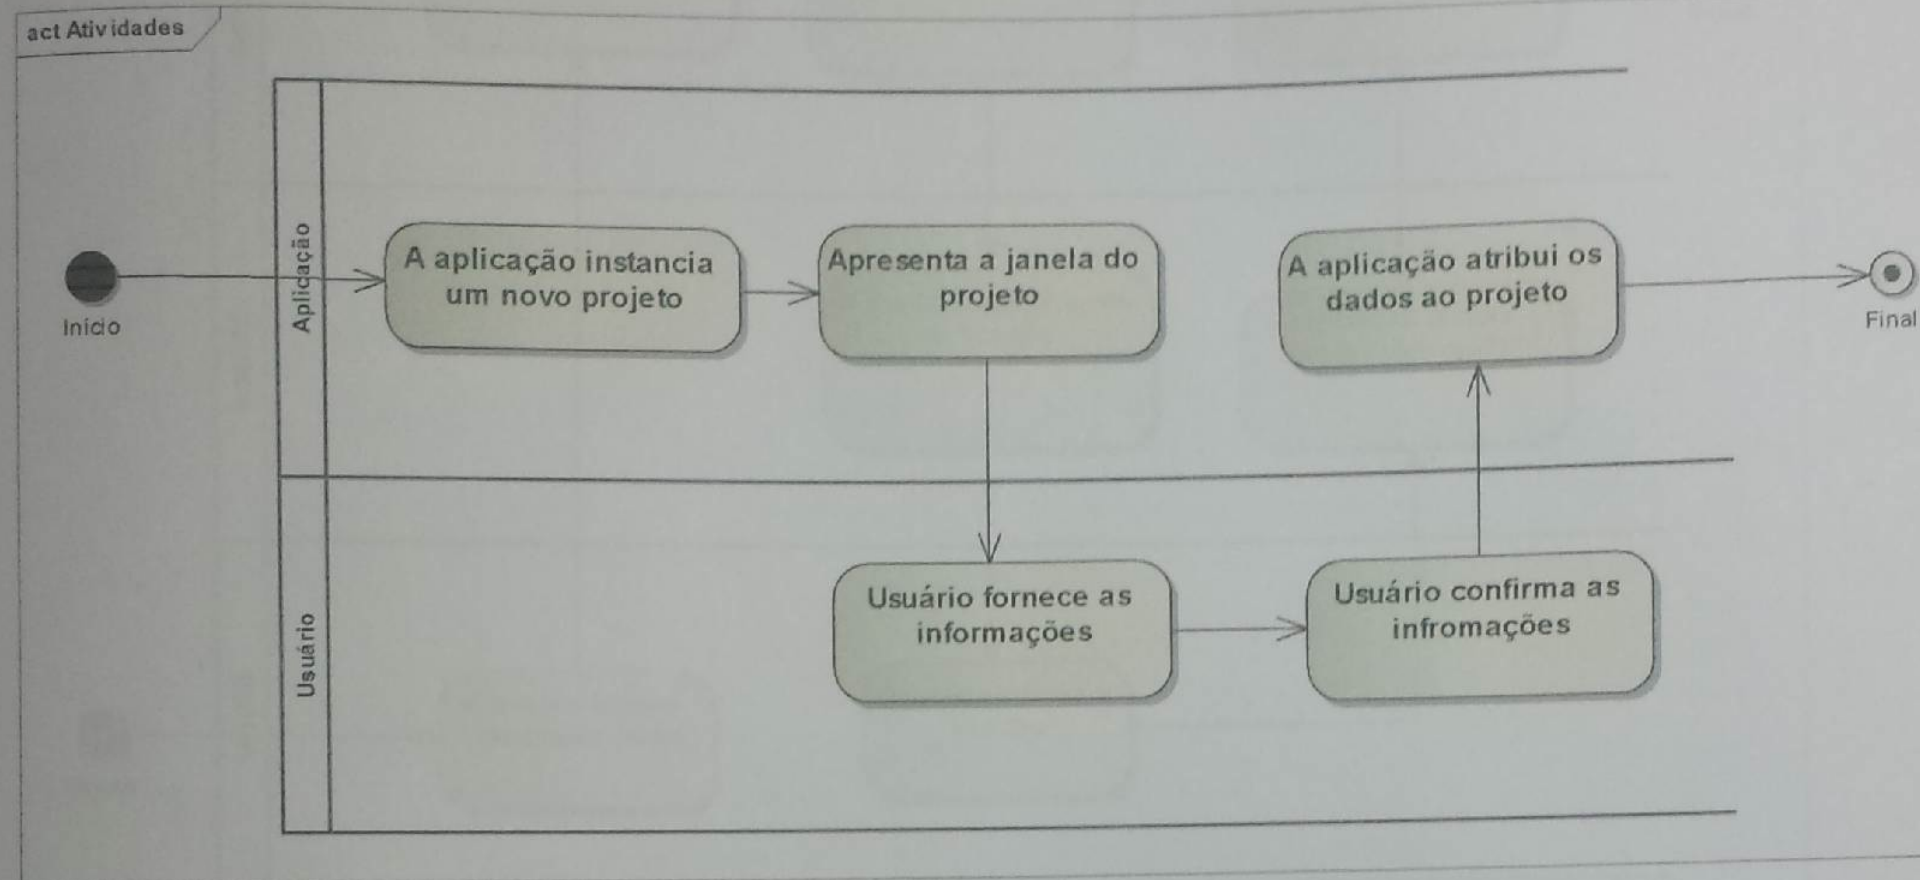 act Atividades
Aplicação
Início
A aplicação instancia
um novo projeto
Apresenta a janela do
projeto
A aplicação atribui os
dados ao projeto
Final
Usuário
Usuário fornece as
informações
Usuário confirma as
infromações